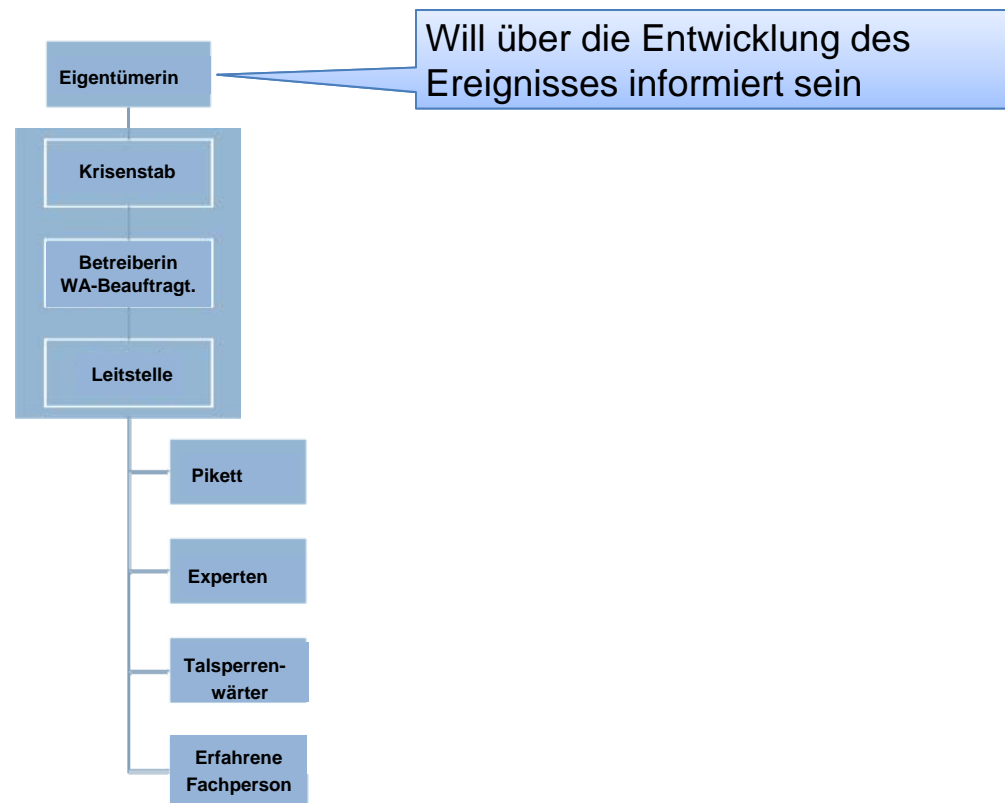 Will über die Entwicklung des
Ereignisses informiert sein
Eigentümerin
Krisenstab
Betreiberin
WA-Beauftragt.
Leitstelle
Pikett
Experten
Talsperren-
wärter
Erfahrene
Fachperson